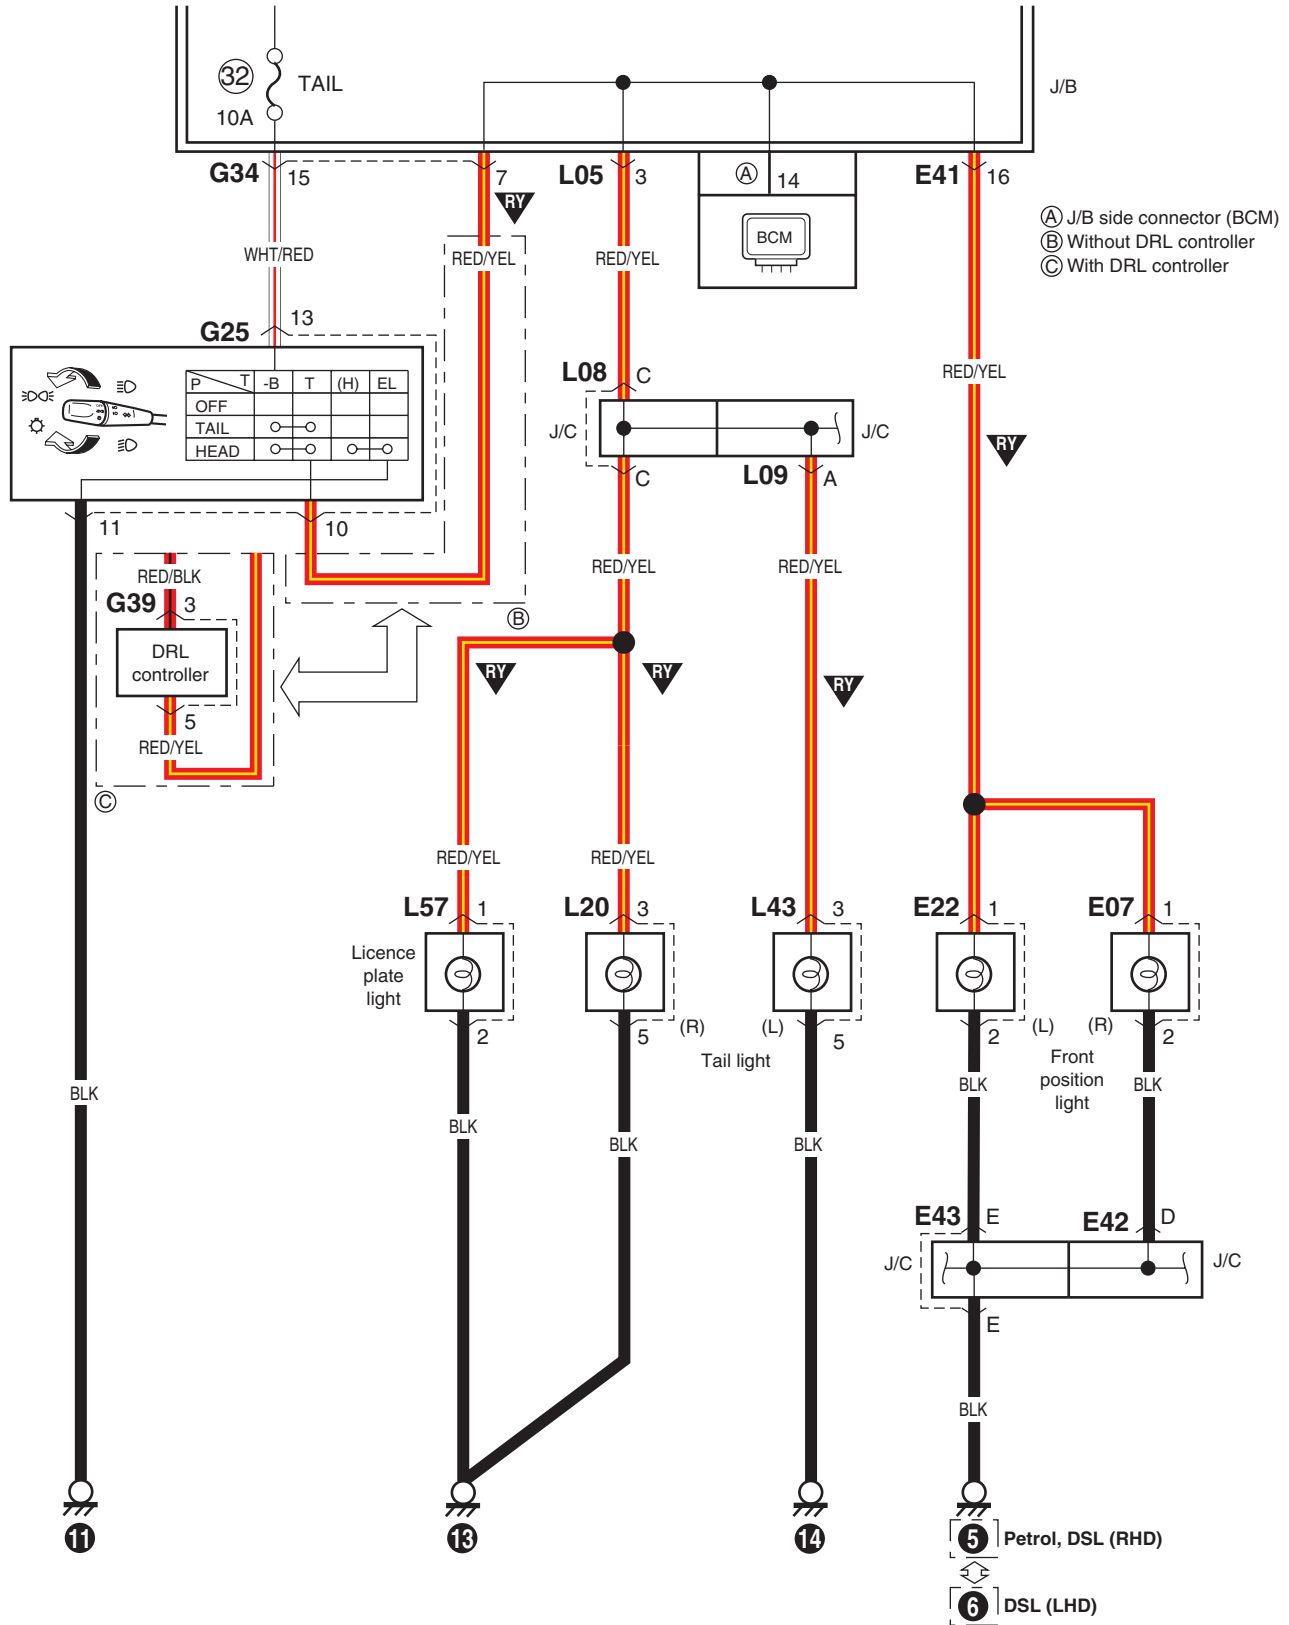 32
TAIL
10A
J/B
G34
15
7
L05
3
A
14
E41
16
RY
BCM
A J/B side connector (BCM)
B Without DRL controller
C With DRL controller
WHT/RED
RED/YEL
RED/YEL
G25
13
P T -B T (H) EL
OFF
TAIL
HEAD
L08
C
RED/YEL
J/C
J/C
RY
C
L09
A
11
10
RED/BLK
G39
3
B
DRL
controller
5
RED/YEL
C
RED/YEL
RED/YEL
RY
RY
RY
RED/YEL
RED/YEL
L57
1
L20
3
L43
3
E22
1
E07
1
Licence
plate
light
2
5
(R)
(L)
5
2
(L)
(R)
2
Tail light
Front
position
light
BLK
BLK
BLK
BLK
BLK
BLK
E43
E
E42
D
J/C
J/C
E
BLK
11
13
14
5 Petrol, DSL (RHD)
6 DSL (LHD)